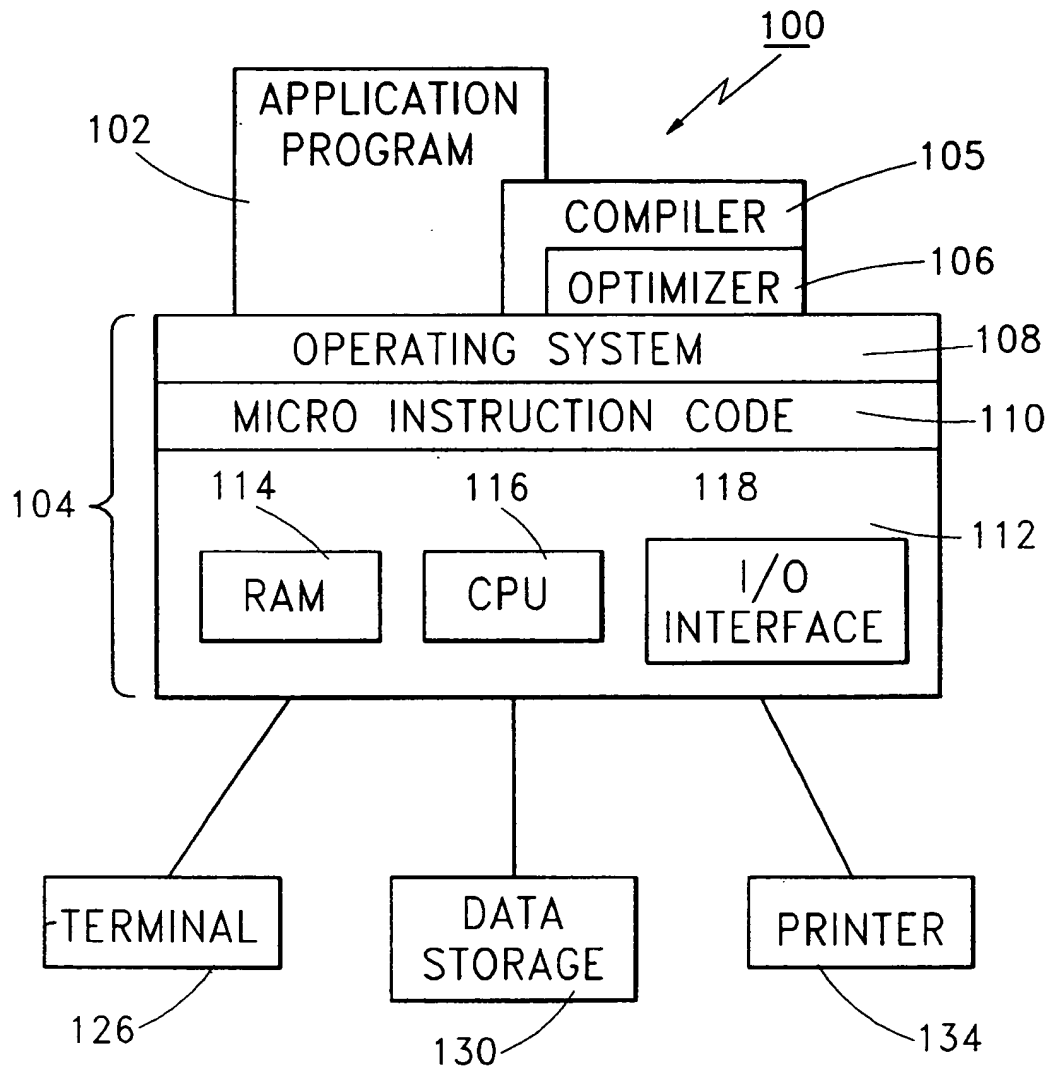 100
APPLICATION
PROGRAM
102
105
COMPILER
106
OPTIMIZER
OPERATING SYSTEM
108
MICRO INSTRUCTION CODE
110
104
114
116
118
112
RAM
CPU
I/O
INTERFACE
TERMINAL
DATA
STORAGE
PRINTER
126
130
134